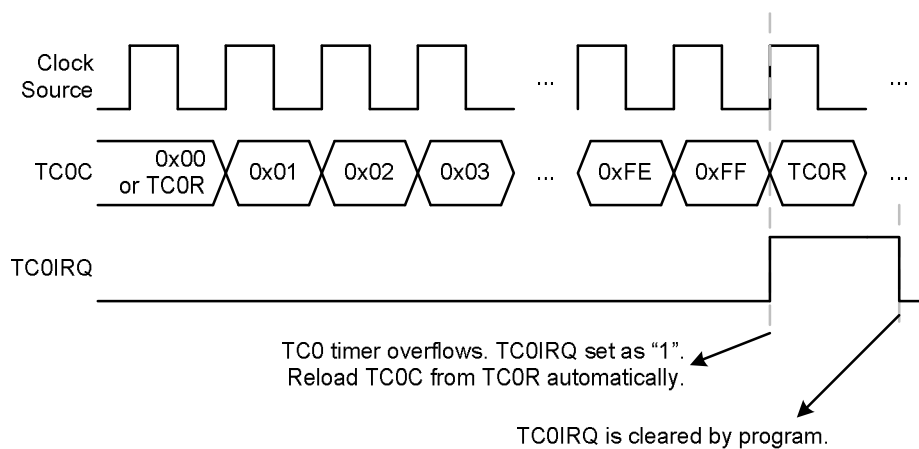 Clock
Source
...
...
TC0C
0x00
or TC0R
0x01
0x02
0x03
...
0xFE
0xFF
TC0R
...
TC0IRQ
TC0 timer overflows. TC0IRQ set as “1”.
Reload TC0C from TC0R automatically.
TC0IRQ is cleared by program.